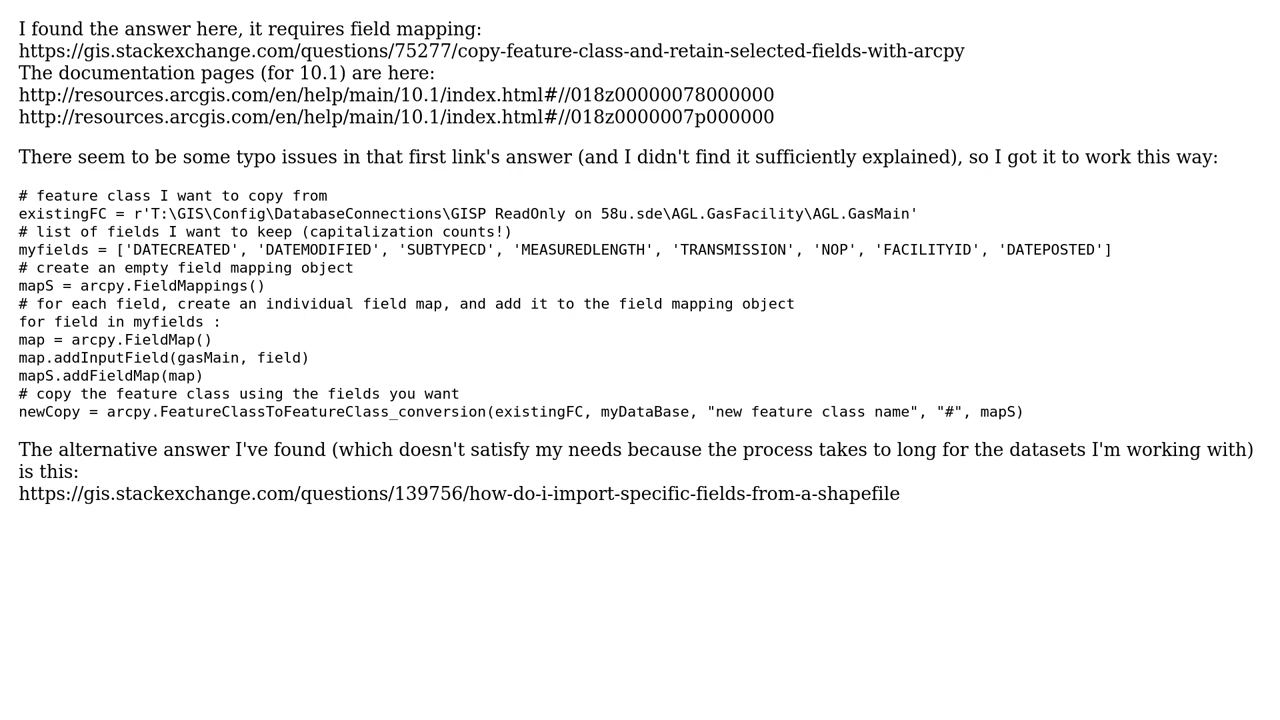 I found the answer here, it requires field mapping:
https://gis.stackexchange.com/questions/75277/copy-feature-class-and-retain-selected-fields-with-arcpy
The documentation pages (for 10.1) are here:
http://resources.arcgis.com/en/help/main/10.1/index.html#//018z00000078000000
http://resources.arcgis.com/en/help/main/10.1/index.html#//018z0000007p000000
There seem to be some typo issues in that first link's answer (and I didn't find it sufficiently explained), so I got it to work this way:
# feature class I want to copy from
existingFC = r'T:\GIS\Config\DatabaseConnections\GISP ReadOnly on 58u.sde\AGL.GasFacility\AGL.GasMain'
# list of fields I want to keep (capitalization counts!)
myfields = ['DATECREATED', 'DATEMODIFIED', 'SUBTYPECD', 'MEASUREDLENGTH', 'TRANSMISSION', 'NOP', 'FACILITYID', 'DATEPOSTED']
# create an empty field mapping object
mapS = arcpy.FieldMappings()
# for each field, create an individual field map, and add it to the field mapping object
for field in myfields :
map = arcpy.FieldMap()
map.addInputField(gasMain, field)
mapS.addFieldMap(map)
# copy the feature class using the fields you want
newCopy = arcpy.FeatureClassToFeatureClass_conversion(existingFC, myDataBase, "new feature class name", "#", mapS)
The alternative answer I've found (which doesn't satisfy my needs because the process takes to long for the datasets I'm working with)
is this:
https://gis.stackexchange.com/questions/139756/how-do-i-import-specific-fields-from-a-shapefile